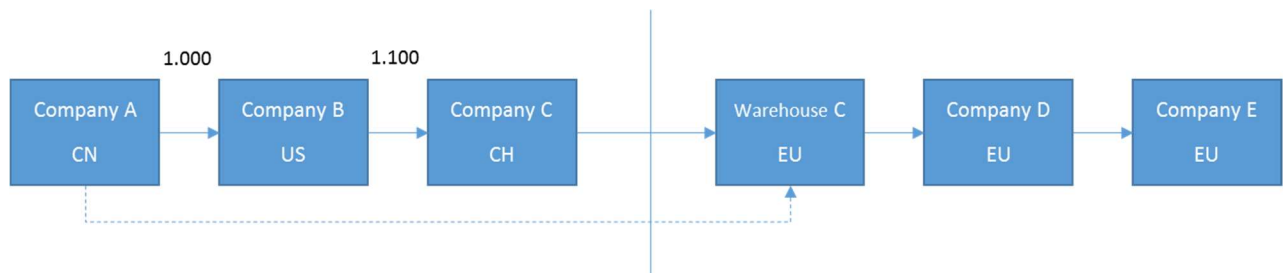 1.000
1.100
Company A
CN
Company B
US
Company C
CH
Warehouse C
EU
Company D
EU
Company E
EU